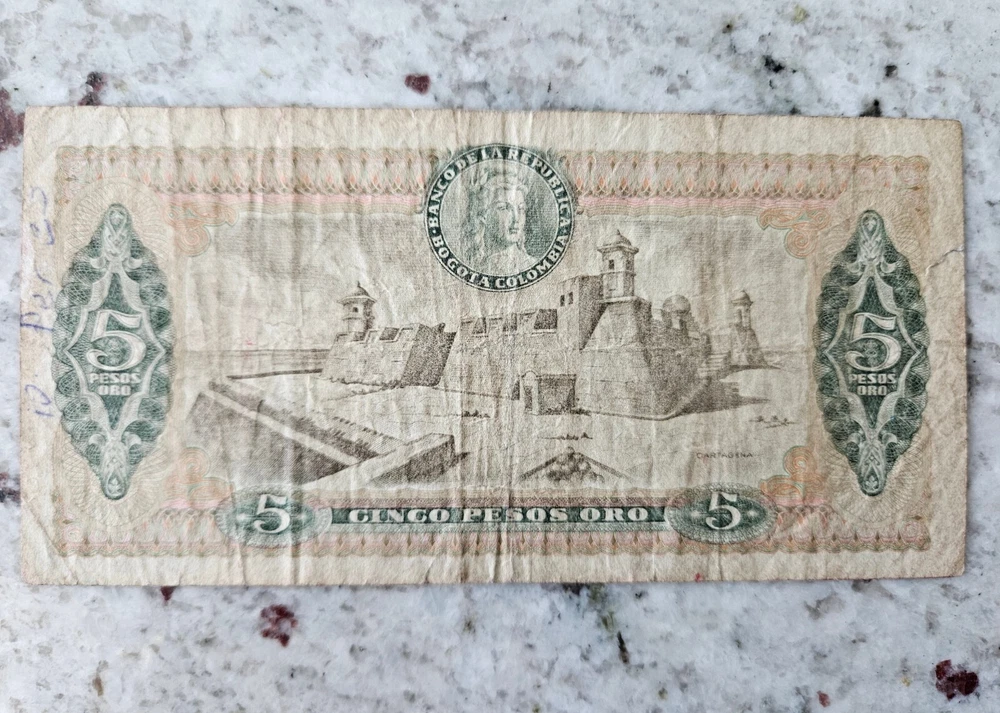 BANCO DE LA REPUBLICA
BOGOTA COLOMBIA
5
PESOS
ORO
5
PESOS
ORO
CARTAGENA
5 CINCO PESOS ORO 5